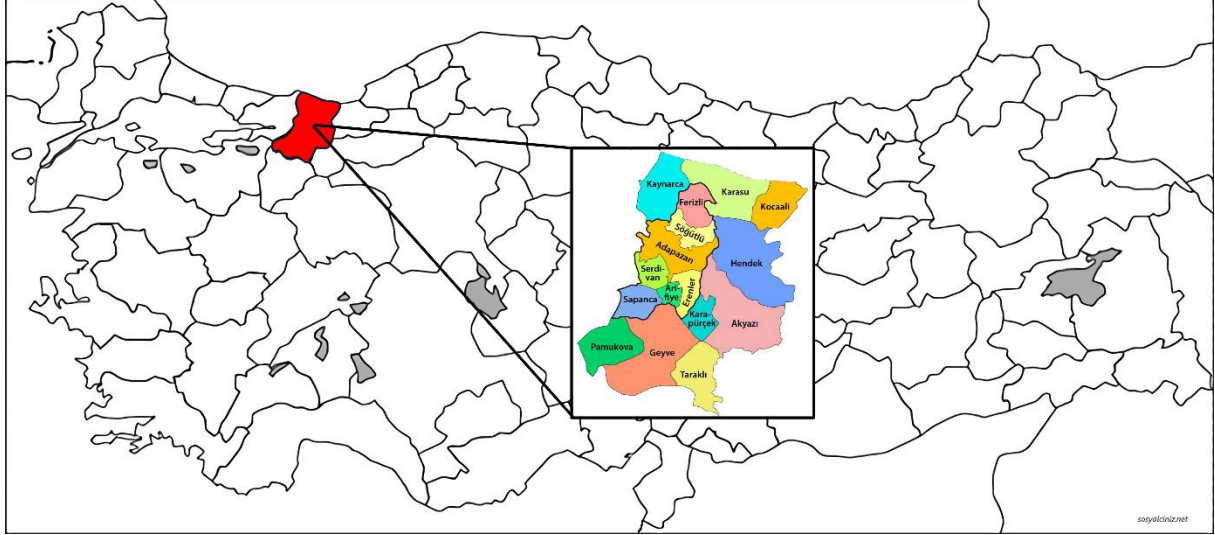 Kaynarca
Karasu
Ferizli
Kocaali
Söğütlü
Adapazarı
Hendek
Serdi-
van
Ari-
fiye
Erenler
Sapanca
Kara-
pürçek
Akyazı
Pamukova
Geyve
Taraklı
sosyalciniz.net